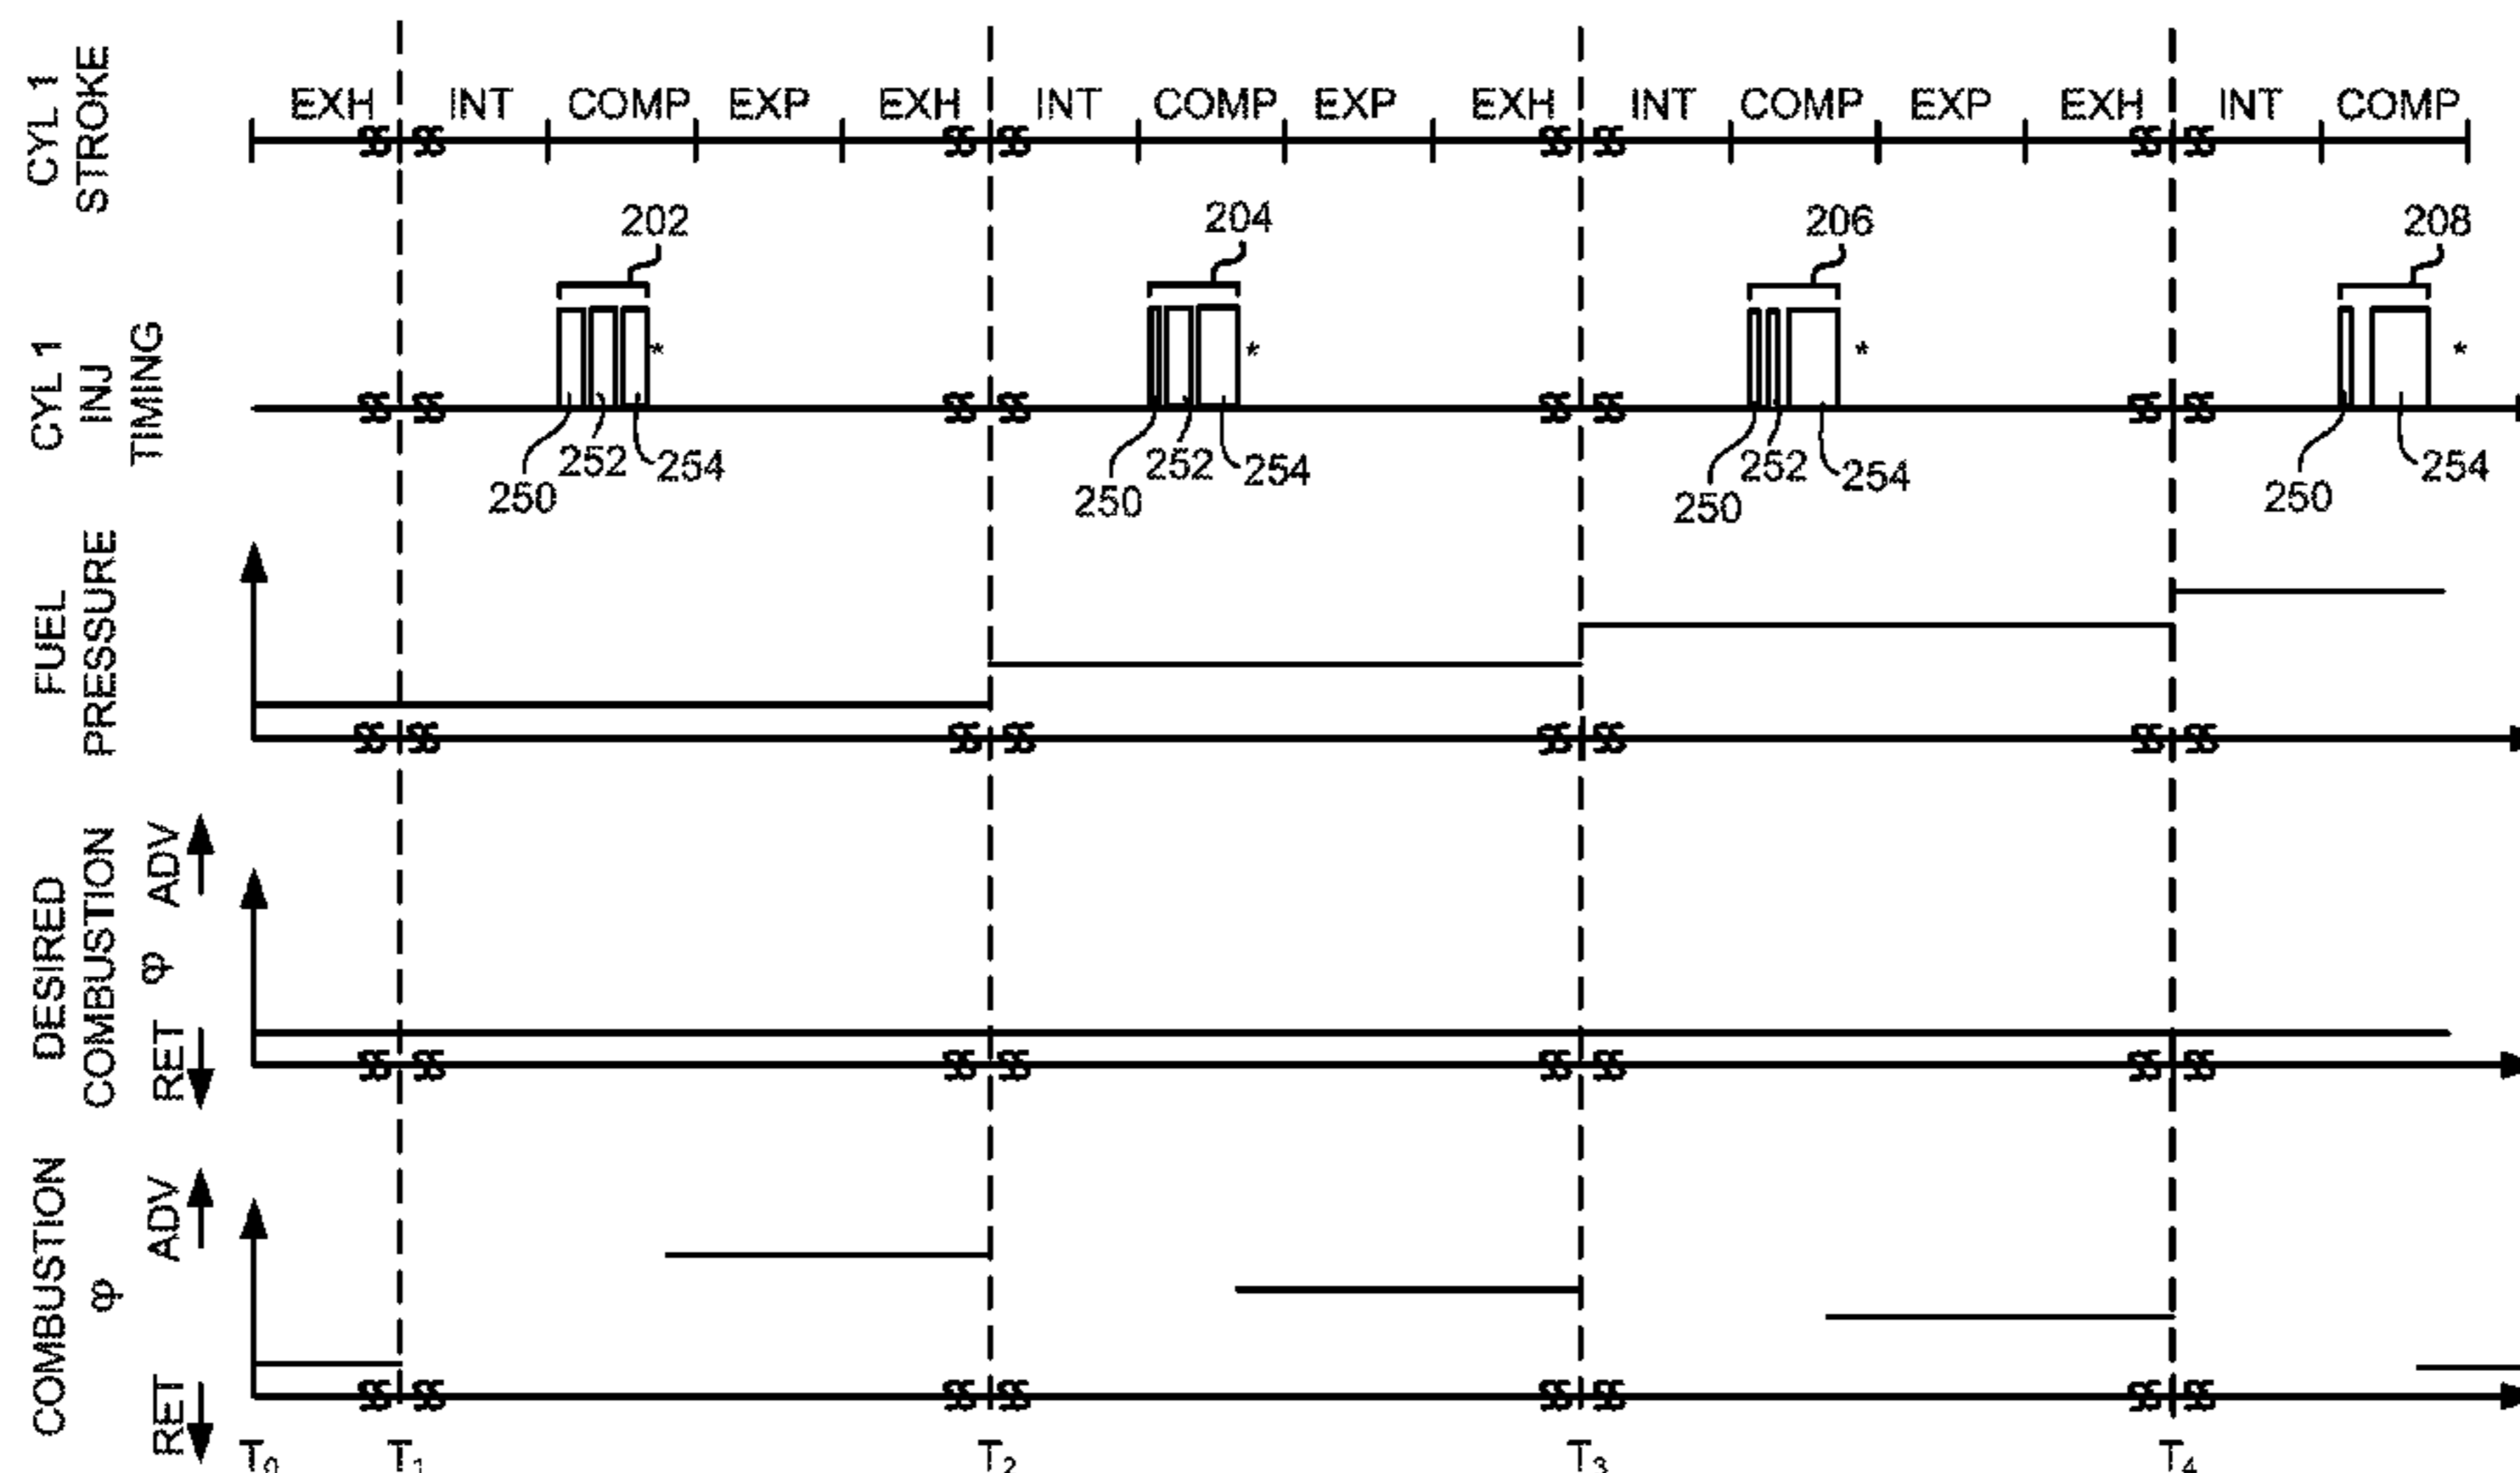 CYL 1
STROKE
EXH INT COMP EXP EXH INT COMP EXP EXH INT COMP EXP EXH INT COMP
CYL 1
INJ
TIMING
202 204 206 208
* * * *
250 252 254 250 252 254 250 252 254 250 254
FUEL
PRESSURE
DESIRED
COMBUSTION
RET φ ADV
COMBUSTION
φ
RET ADV
T0 T1 T2 T3 T4